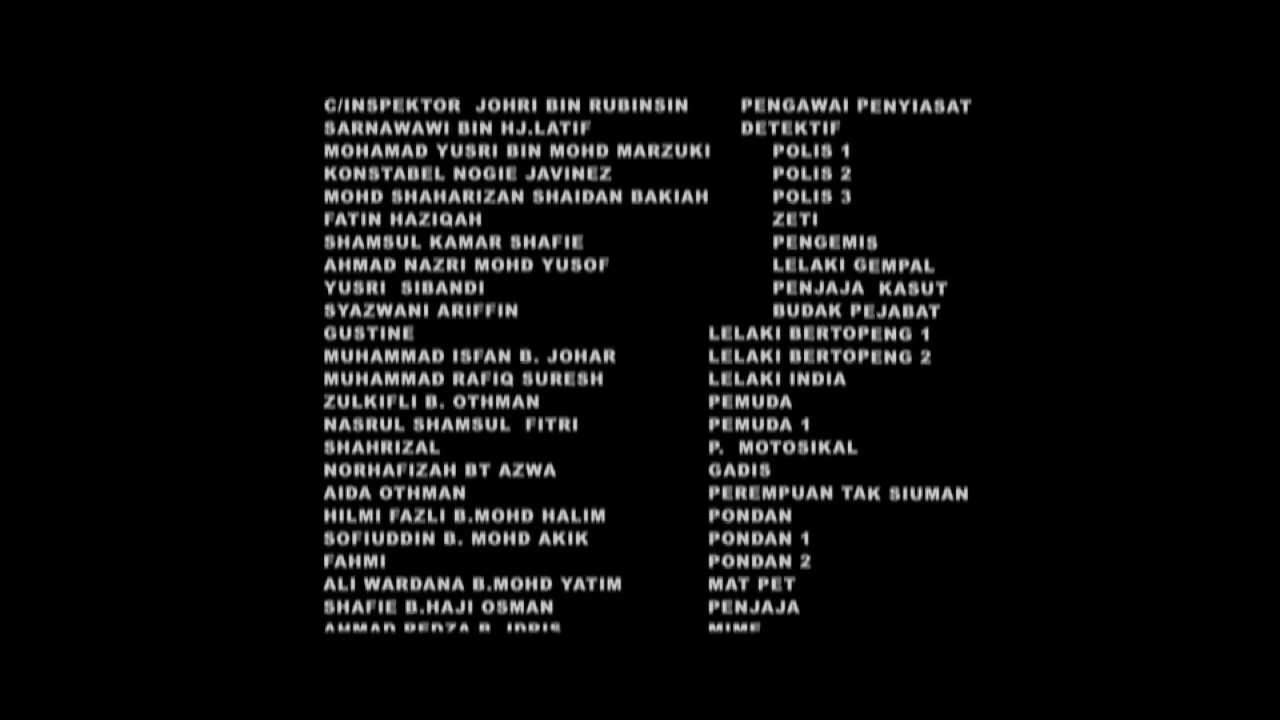 C/INSPEKTOR JOHRI BIN RUBINSIN PENGAWAI PENYIASAT
SARNAWAWI BIN HJ.LATIF DETEKTIF
MOHAMAD YUSRI BIN MOHD MARZUKI POLIS 1
KONSTABEL NOGIE JAVINEZ POLIS 2
MOHD SHAHARIZAN SHAIDAN BAKIAH POLIS 3
FATIN HAZIQAH ZETI
SHAMSUL KAMAR SHAFIE PENGEMIS
AHMAD NAZRI MOHD YUSOF LELAKI GEMPAL
YUSRI SIBANDI PENJAJA KASUT
SYAZWANI ARIFFIN BUDAK PEJABAT
GUSTINE LELAKI BERTOPENG 1
MUHAMMAD ISFAN B. JOHAR LELAKI BERTOPENG 2
MUHAMMAD RAFIQ SURESH LELAKI INDIA
ZULKIFLI B. OTHMAN PEMUDA
NASRUL SHAMSUL FITRI PEMUDA 1
SHAHRIZAL P. MOTOSIKAL
NORHAFIZAH BT AZWA GADIS
AIDA OTHMAN PEREMPUAN TAK SIUMAN
HILMI FAZLI B.MOHD HALIM PONDAN
SOFIUDDIN B. MOHD AKIK PONDAN 1
FAHMI PONDAN 2
ALI WARDANA B.MOHD YATIM MAT PET
SHAFIE B.HAJI OSMAN PENJAJA
AHMAD REDZA B. IDRIS MIME